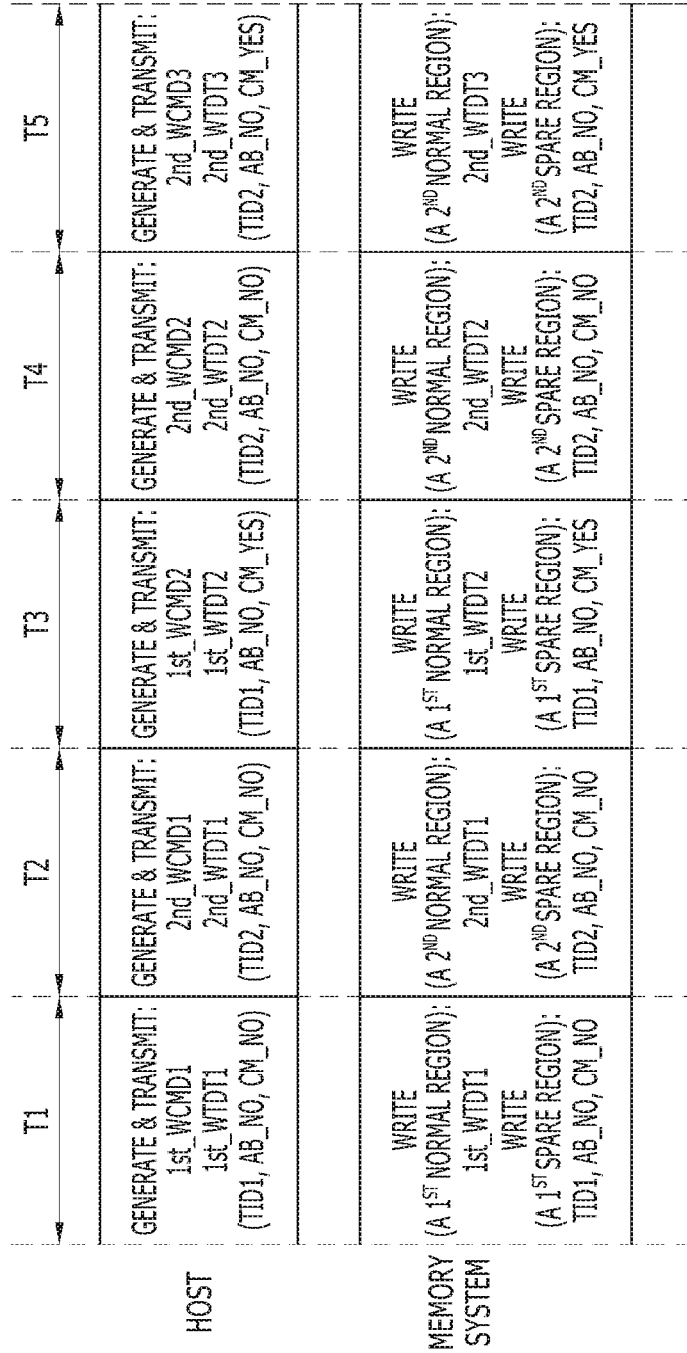 T1
T2
T3
T4
T5
HOST
GENERATE & TRANSMIT:
1st_WCMD1
1st_WTDT1
(TID1, AB_NO, CM_NO)
GENERATE & TRANSMIT:
2nd_WCMD1
2nd_WTDT1
(TID2, AB_NO, CM_NO)
GENERATE & TRANSMIT:
1st_WCMD2
1st_WTDT2
(TID1, AB_NO, CM_YES)
GENERATE & TRANSMIT:
2nd_WCMD2
2nd_WTDT2
(TID2, AB_NO, CM_NO)
GENERATE & TRANSMIT:
2nd_WCMD3
2nd_WTDT3
(TID2, AB_NO, CM_YES)
MEMORY
SYSTEM
WRITE
(A 1ST NORMAL REGION):
1st_WTDT1
WRITE
(A 1ST SPARE REGION):
TID1, AB_NO, CM_NO
WRITE
(A 2ND NORMAL REGION):
2nd_WTDT1
WRITE
(A 2ND SPARE REGION):
TID2, AB_NO, CM_NO
WRITE
(A 1ST NORMAL REGION):
1st_WTDT2
WRITE
(A 1ST SPARE REGION):
TID1, AB_NO, CM_YES
WRITE
(A 2ND NORMAL REGION):
2nd_WTDT2
WRITE
(A 2ND SPARE REGION):
TID2, AB_NO, CM_NO
WRITE
(A 2ND NORMAL REGION):
2nd_WTDT3
WRITE
(A 2ND SPARE REGION):
TID2, AB_NO, CM_YES